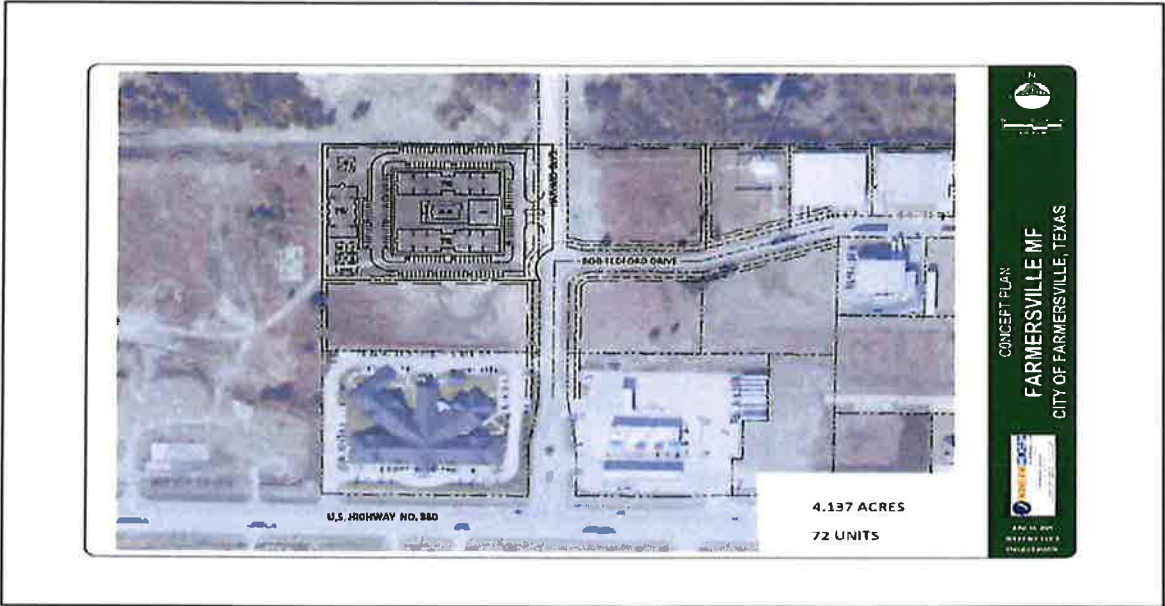 BOB TEDFORD DRIVE
U.S. HIGHWAY NO. 380
4.137 ACRES
72 UNITS
CONCEPT PLAN
FARMERSVILLE MF
CITY OF FARMERSVILLE, TEXAS